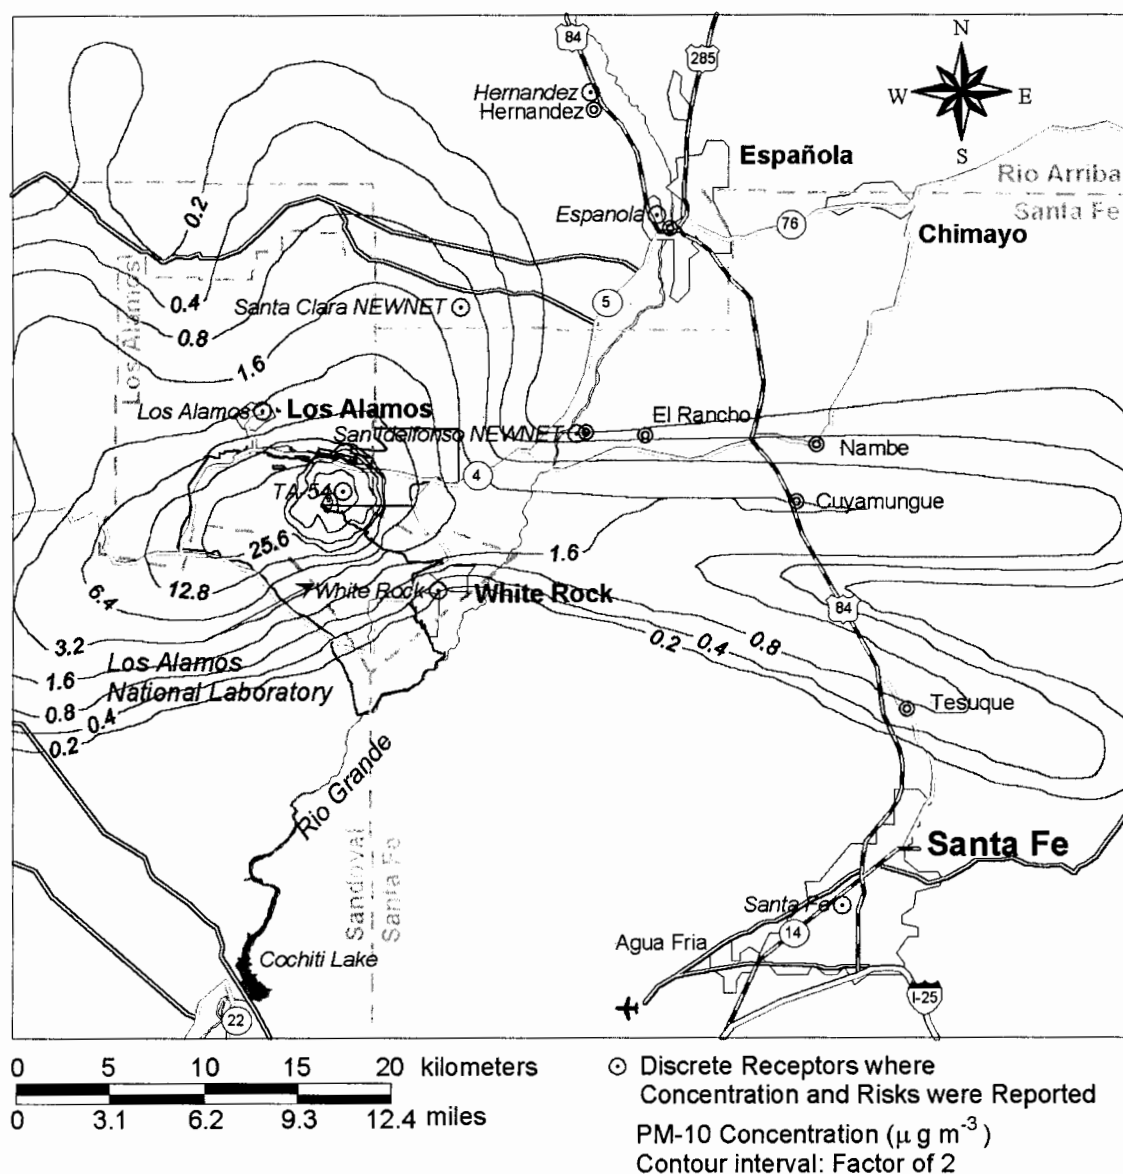 N
W E
S
84
285
Hernandez
Hernandez
Española
Rio Arriba
Santa Fe
Espanola
76
Chimayo
0.2
Los Alamos
0.4
Santa Clara NEWNET
5
0.8
1.6
Los Alamos
Los Alamos
El Rancho
San Idelfonso NEWNET
Nambe
4
TA-54
Cuyamungue
25.6
1.6
12.8
White Rock
White Rock
6.4
84
3.2
0.2
0.4
0.8
Los Alamos
National Laboratory
1.6
0.8
0.4
0.2
Tesuque
Rio Grande
Sandoval
Santa Fe
Santa Fe
Santa Fe
14
Agua Fria
Cochiti Lake
I-25
22
0 5 10 15 20 kilometers
0 3.1 6.2 9.3 12.4 miles
Discrete Receptors where
Concentration and Risks were Reported
PM-10 Concentration (μ g m⁻³ )
Contour interval: Factor of 2